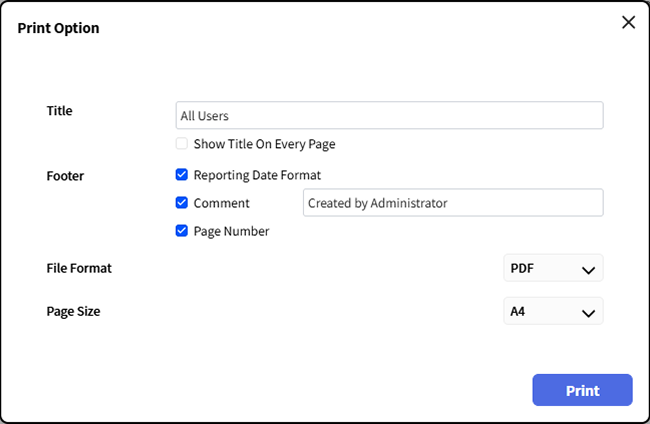 Print Option
Title
All Users
Show Title On Every Page
Footer
Reporting Date Format
Comment
Created by Administrator
Page Number
File Format
PDF
Page Size
A4
Print